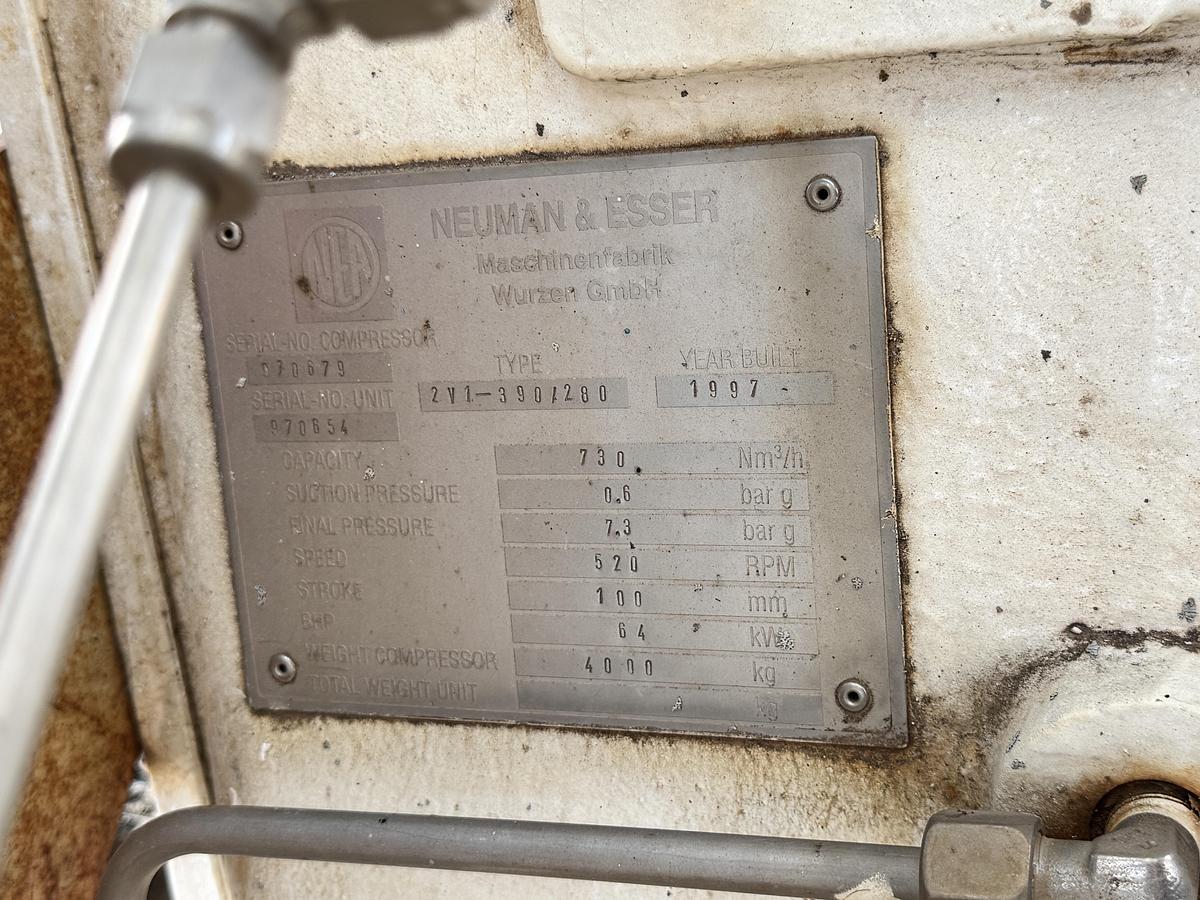 NEA
NEUMAN & ESSER
Maschinenfabrik
Wurzen GmbH
SERIAL-NO. COMPRESSOR
970679
TYPE
2V1-390/280
YEAR BUILT
1997 -
SERIAL-NO. UNIT
970654
CAPACITY 730 Nm³/h
SUCTION PRESSURE 0.6 bar g
FINAL PRESSURE 7.3 bar g
SPEED 520 RPM
STROKE 100 mm
BHP 64 kW
WEIGHT COMPRESSOR 4000 kg
TOTAL WEIGHT UNIT kg